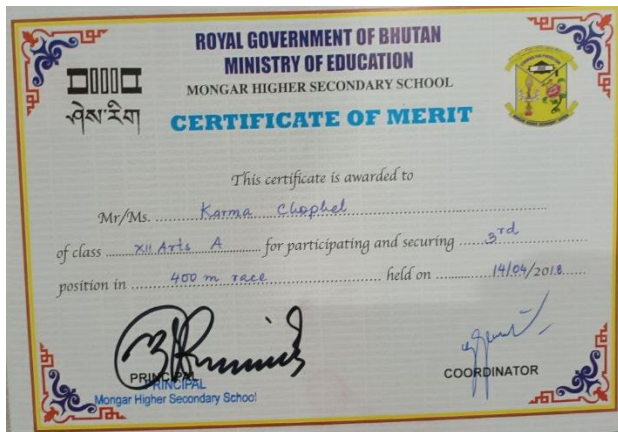 ROYAL GOVERNMENT OF BHUTAN
MINISTRY OF EDUCATION
MONGAR HIGHER SECONDARY SCHOOL
ཤེས་རིག
CERTIFICATE OF MERIT
This certificate is awarded to
Mr/Ms. Karma Chophel
of class XII Arts A for participating and securing 3rd
position in 400 m race held on 14/04/2018
PRINCIPAL
PRINCIPAL
Mongar Higher Secondary School
COORDINATOR